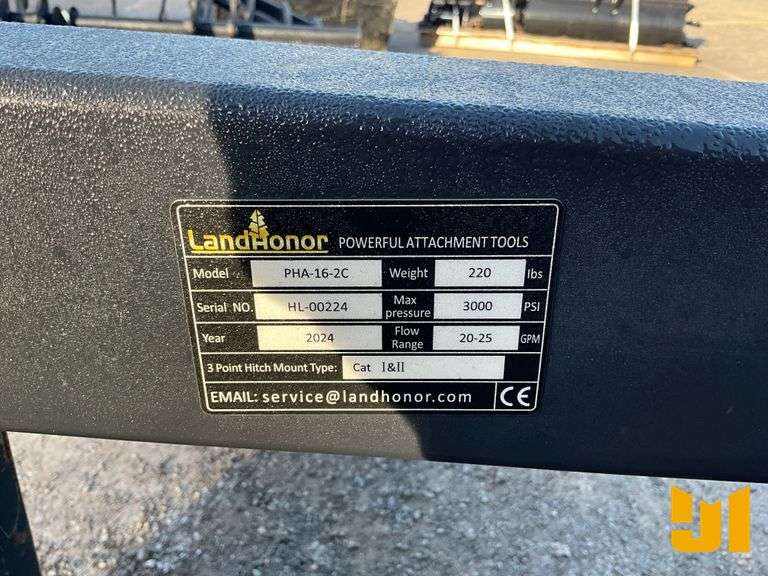 LandHonor POWERFUL ATTACHMENT TOOLS
Model PHA-16-2C Weight 220 lbs
Serial NO. HL-00224 Max pressure 3000 PSI
Year 2024 Flow Range 20-25 GPM
3 Point Hitch Mount Type: Cat I&II
EMAIL: service@landhonor.com CE